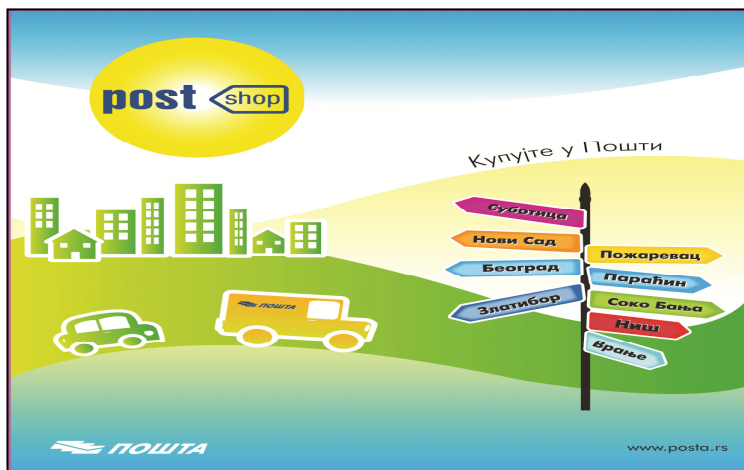 post shop
Купујте у Пошти
Суботица
Нови Сад
Београд
Златибор
Пожаревац
Параћин
Соко Бања
Ниш
Врање
ПОШТА
ПОШТА
www.posta.rs